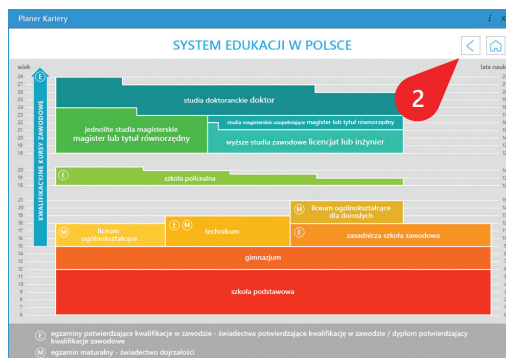 Planer Kariery
i x
SYSTEM EDUKACJI W POLSCE
2
wiek
lata nauki
KWALIFIKACYJNE KURSY ZAWODOWE
E
studia doktoranckie doktor
jednolite studia magisterskie
magister lub tytuł równorzędny
studia magisterskie uzupełniające magister lub tytuł równorzędny
wyższe studia zawodowe licencjat lub inżynier
E
szkoła policealna
M
liceum
ogólnokształcące
E M
technikum
M
liceum ogólnokształcące
dla dorosłych
E
zasadnicza szkoła zawodowa
gimnazjum
szkoła podstawowa
E egzaminy potwierdzające kwalifikacje w zawodzie - świadectwa potwierdzające kwalifikacje w zawodzie / dyplom potwierdzający
kwalifikacje zawodowe
M egzamin maturalny - świadectwo dojrzałości